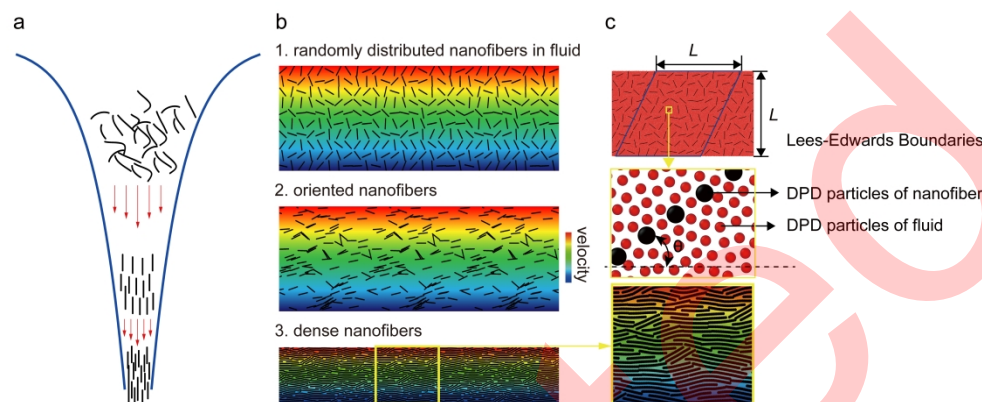 a
b
c
1. randomly distributed nanofibers in fluid
L
L
Lees-Edwards Boundaries
DPD particles of nanofiber
DPD particles of fluid
θ
2. oriented nanofibers
velocity
3. dense nanofibers
ed